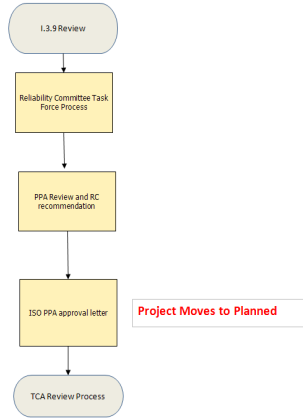 I.3.9 Review
Reliability Committee Task
Force Process
PPA Review and RC
recommendation
ISO PPA approval letter
Project Moves to Planned
TCA Review Process